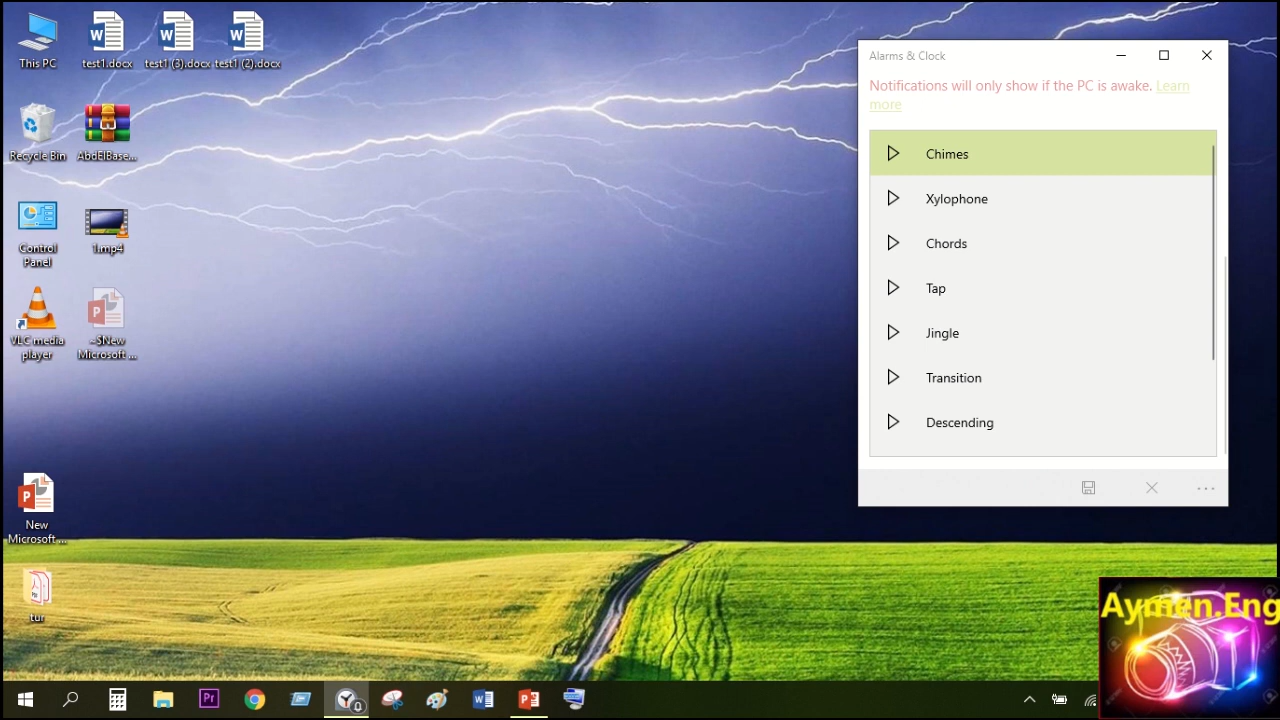 This PC
test1.docx
test1 (3).docx
test1 (2).docx
Recycle Bin
AbdElBase...
Control
Panel
1.mp4
VLC media
player
~$New
Microsoft ...
New
Microsoft ...
tur
Alarms & Clock
Notifications will only show if the PC is awake. Learn
more
Chimes
Xylophone
Chords
Tap
Jingle
Transition
Descending
Aymen.Eng